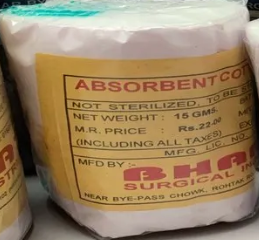 ABSORBENT COT
NOT STERILIZED, TO BE
NET WEIGHT : 15 GMS.
M.R. PRICE : Rs.22.00
(INCLUDING ALL TAXES)
MFG. LIC. NO.
MFD BY :-
BHA
SURGICAL IN
NEAR BYE-PASS CHOWK, ROHTAK